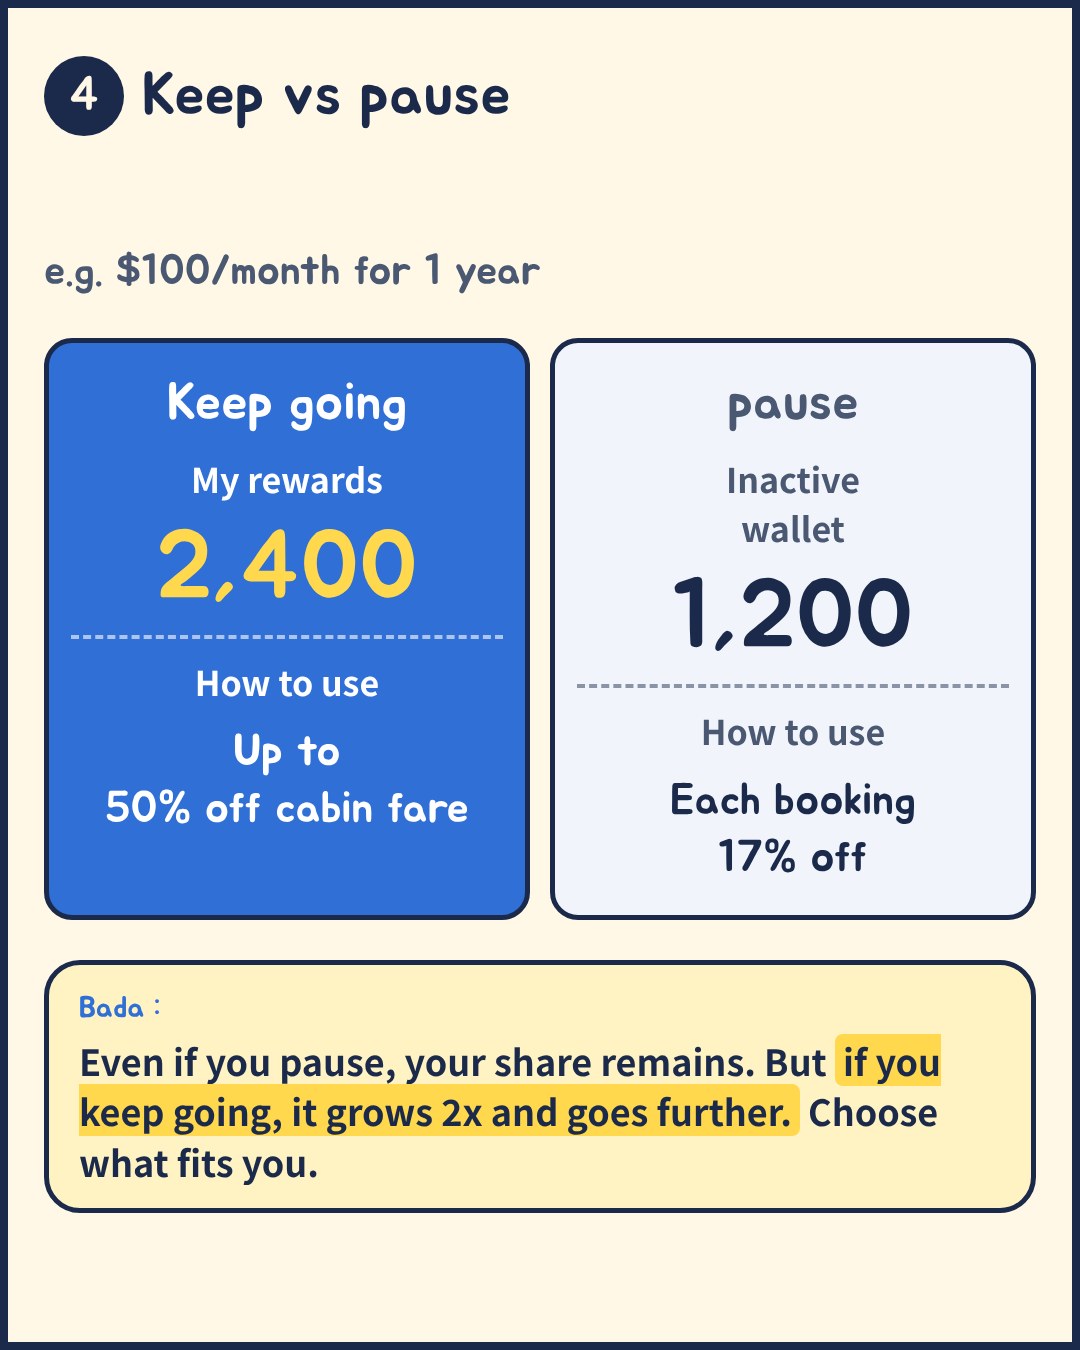 4 Keep vs pause
e.g. $100/month for 1 year
Keep going
My rewards
2,400
How to use
Up to
50% off cabin fare
pause
Inactive
wallet
1,200
How to use
Each booking
17% off
Bada :
Even if you pause, your share remains. But if you
keep going, it grows 2x and goes further. Choose
what fits you.